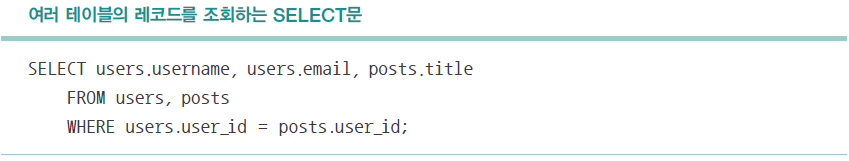 여러 테이블의 레코드를 조회하는 SELECT문
SELECT users.username, users.email, posts.title
FROM users, posts
WHERE users.user_id = posts.user_id;